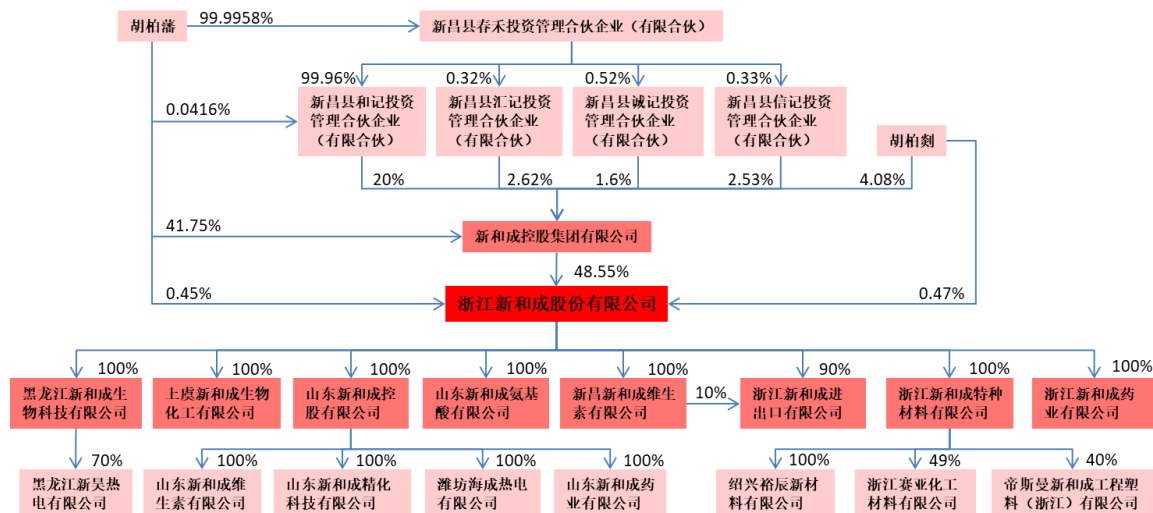 胡柏藩
99.9958%
新昌县春禾投资管理合伙企业（有限合伙）
99.96%
0.32%
0.52%
0.33%
0.0416%
新昌县和记投资
管理合伙企业
（有限合伙）
新昌县汇记投资
管理合伙企业
（有限合伙）
新昌县诚记投资
管理合伙企业
（有限合伙）
新昌县信记投资
管理合伙企业
（有限合伙）
胡柏剡
20%
2.62%
1.6%
2.53%
4.08%
41.75%
新和成控股集团有限公司
48.55%
0.45%
浙江新和成股份有限公司
0.47%
100%
100%
100%
100%
100%
90%
100%
100%
黑龙江新和成生
物科技有限公司
上虞新和成生物
化工有限公司
山东新和成控
股有限公司
山东新和成氨基
酸有限公司
新昌新和成维生
素有限公司
10%
浙江新和成进
出口有限公司
浙江新和成特种
材料有限公司
浙江新和成药
业有限公司
70%
100%
100%
100%
100%
100%
49%
40%
黑龙江新昊热
电有限公司
山东新和成维
生素有限公司
山东新和成精化
科技有限公司
潍坊海成热电
有限公司
山东新和成药
业有限公司
绍兴裕辰新材
料有限公司
浙江赛亚化工
材料有限公司
帝斯曼新和成工程塑
料（浙江）有限公司